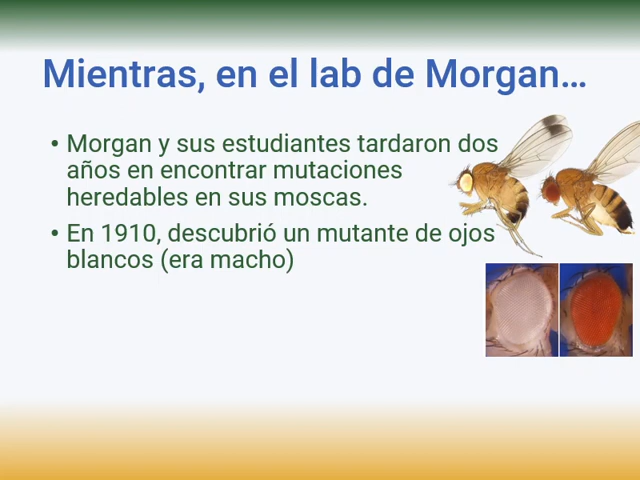 Mientras, en el lab de Morgan...
• Morgan y sus estudiantes tardaron dos
años en encontrar mutaciones
heredables en sus moscas.
• En 1910, descubrió un mutante de ojos
blancos (era macho)